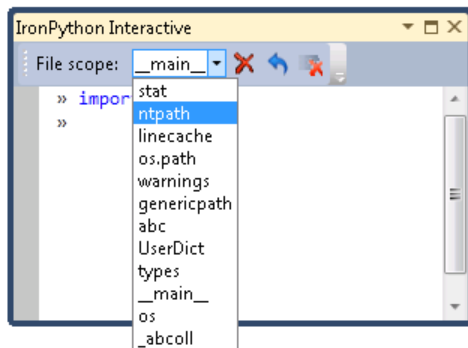 IronPython Interactive
File scope: __main__
» impor
»
stat
ntpath
linecache
os.path
warnings
genericpath
abc
UserDict
types
__main__
os
_abcoll